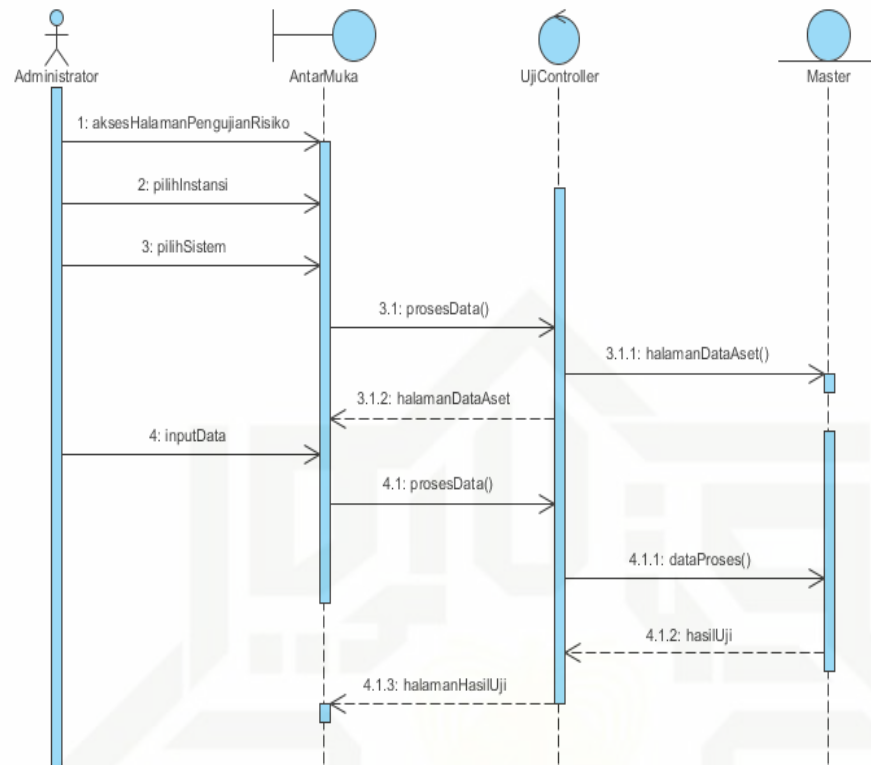 Administrator
AntarMuka
UjiController
Master
1: aksesHalamanPengujianRisiko
2: pilihInstansi
3: pilihSistem
3.1: prosesData()
3.1.1: halamanDataAset()
3.1.2: halamanDataAset
4: inputData
4.1: prosesData()
4.1.1: dataProses()
4.1.2: hasilUji
4.1.3: halamanHasilUji